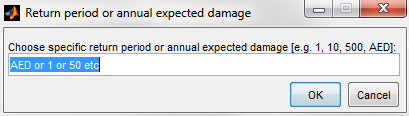 Return period or annual expected damage
Choose specific return period or annual expected damage [e.g. 1, 10, 500, AED]:
AED or 1 or 50 etc
OK Cancel